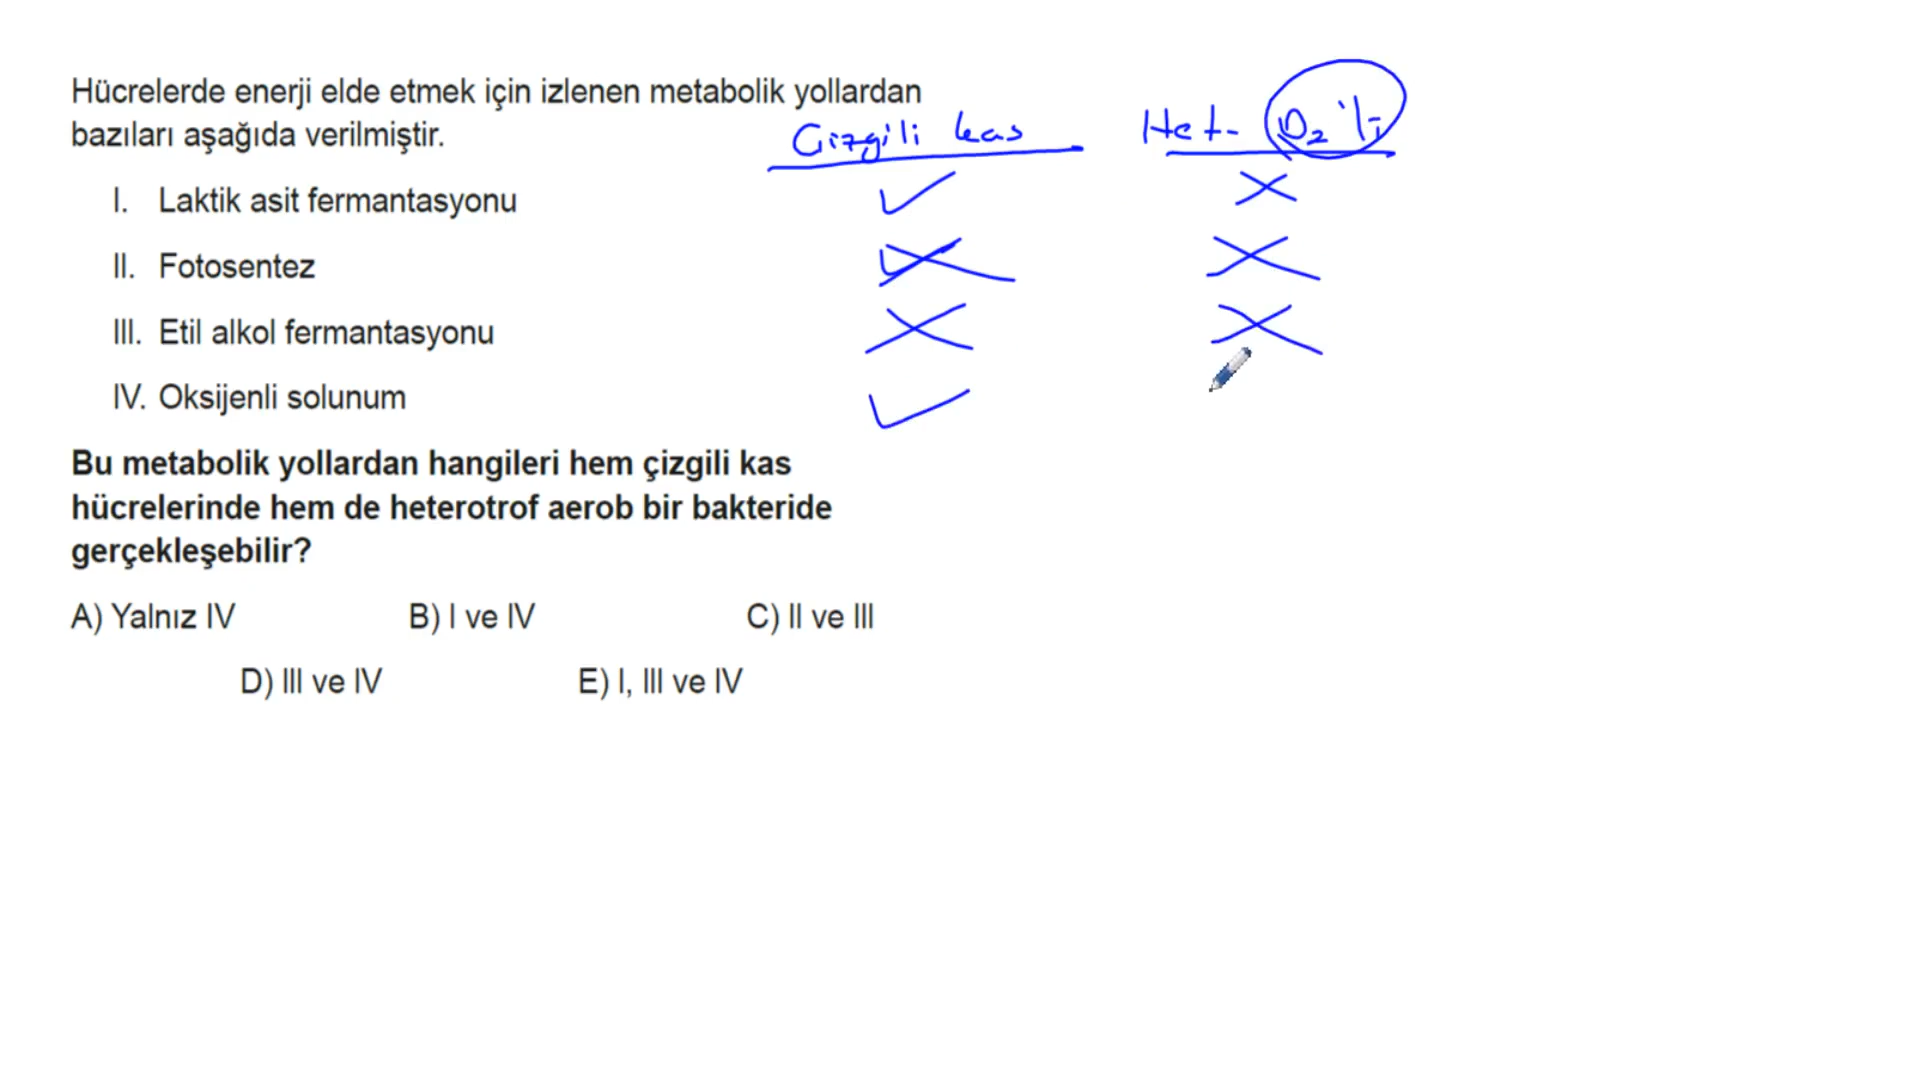 Hücrelerde enerji elde etmek için izlenen metabolik yollardan
bazıları aşağıda verilmiştir.
Çizgili kas
Het- O2'lı
I. Laktik asit fermantasyonu
II. Fotosentez
III. Etil alkol fermantasyonu
IV. Oksijenli solunum
Bu metabolik yollardan hangileri hem çizgili kas
hücrelerinde hem de heterotrof aerob bir bakteride
gerçekleşebilir?
A) Yalnız IV B) I ve IV C) II ve III
D) III ve IV E) I, III ve IV